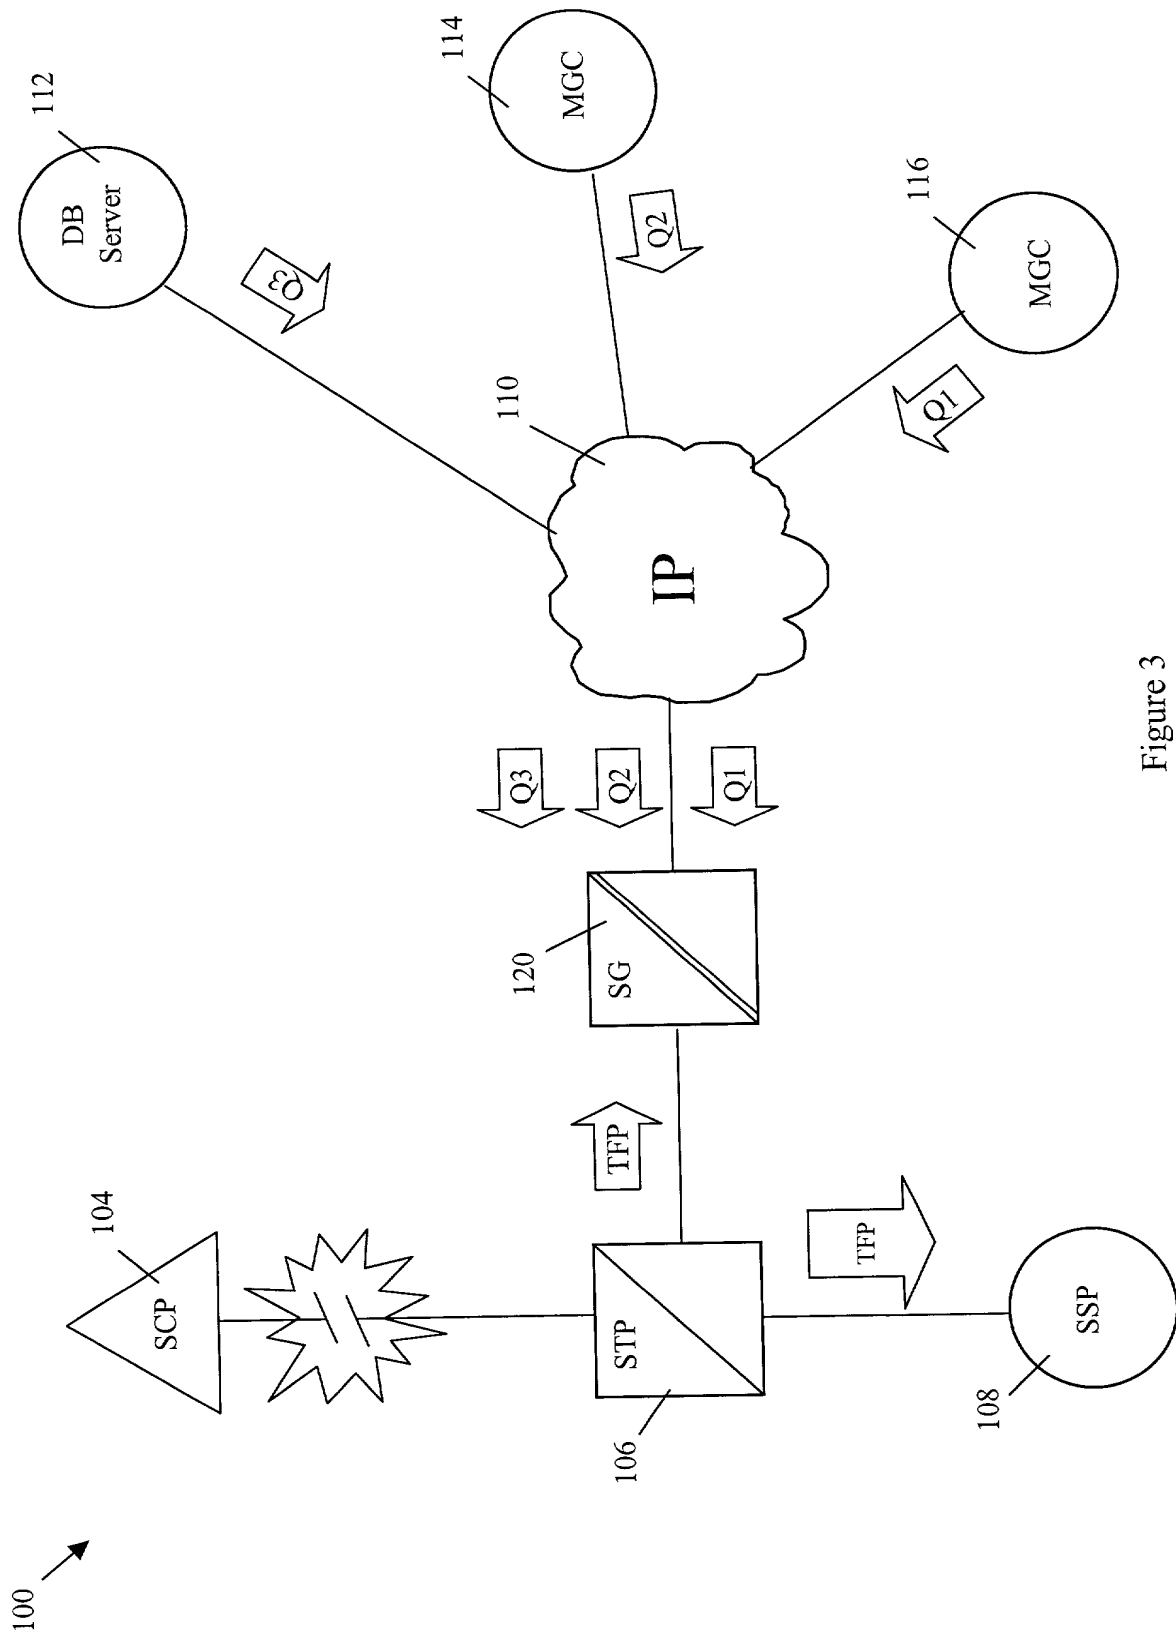 100
SCP
104
STP
106
SSP
108
TFP
TFP
SG
120
Q3
Q2
Q1
IP
110
DB
Server
112
Q3
MGC
114
Q2
MGC
116
Q1
Figure 3